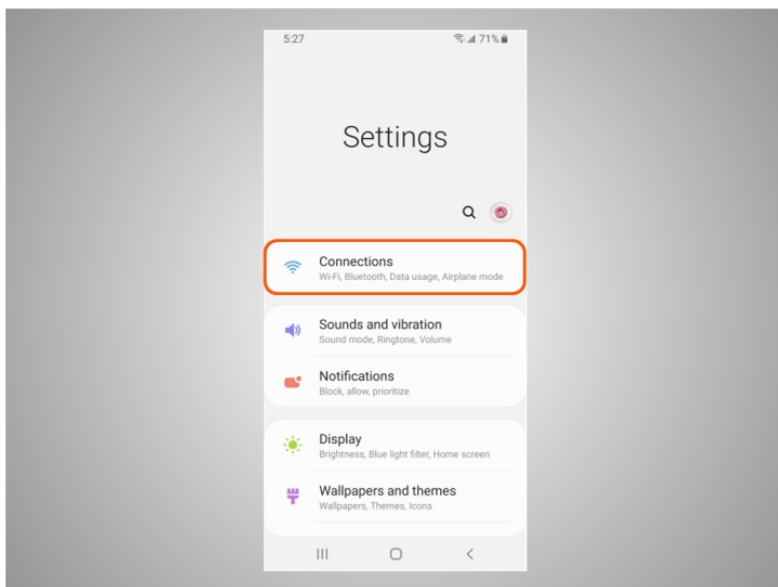 5:27 71%
Settings
Connections
Wi-Fi, Bluetooth, Data usage, Airplane mode
Sounds and vibration
Sound mode, Ringtone, Volume
Notifications
Block, allow, prioritize
Display
Brightness, Blue light filter, Home screen
Wallpapers and themes
Wallpapers, Themes, Icons